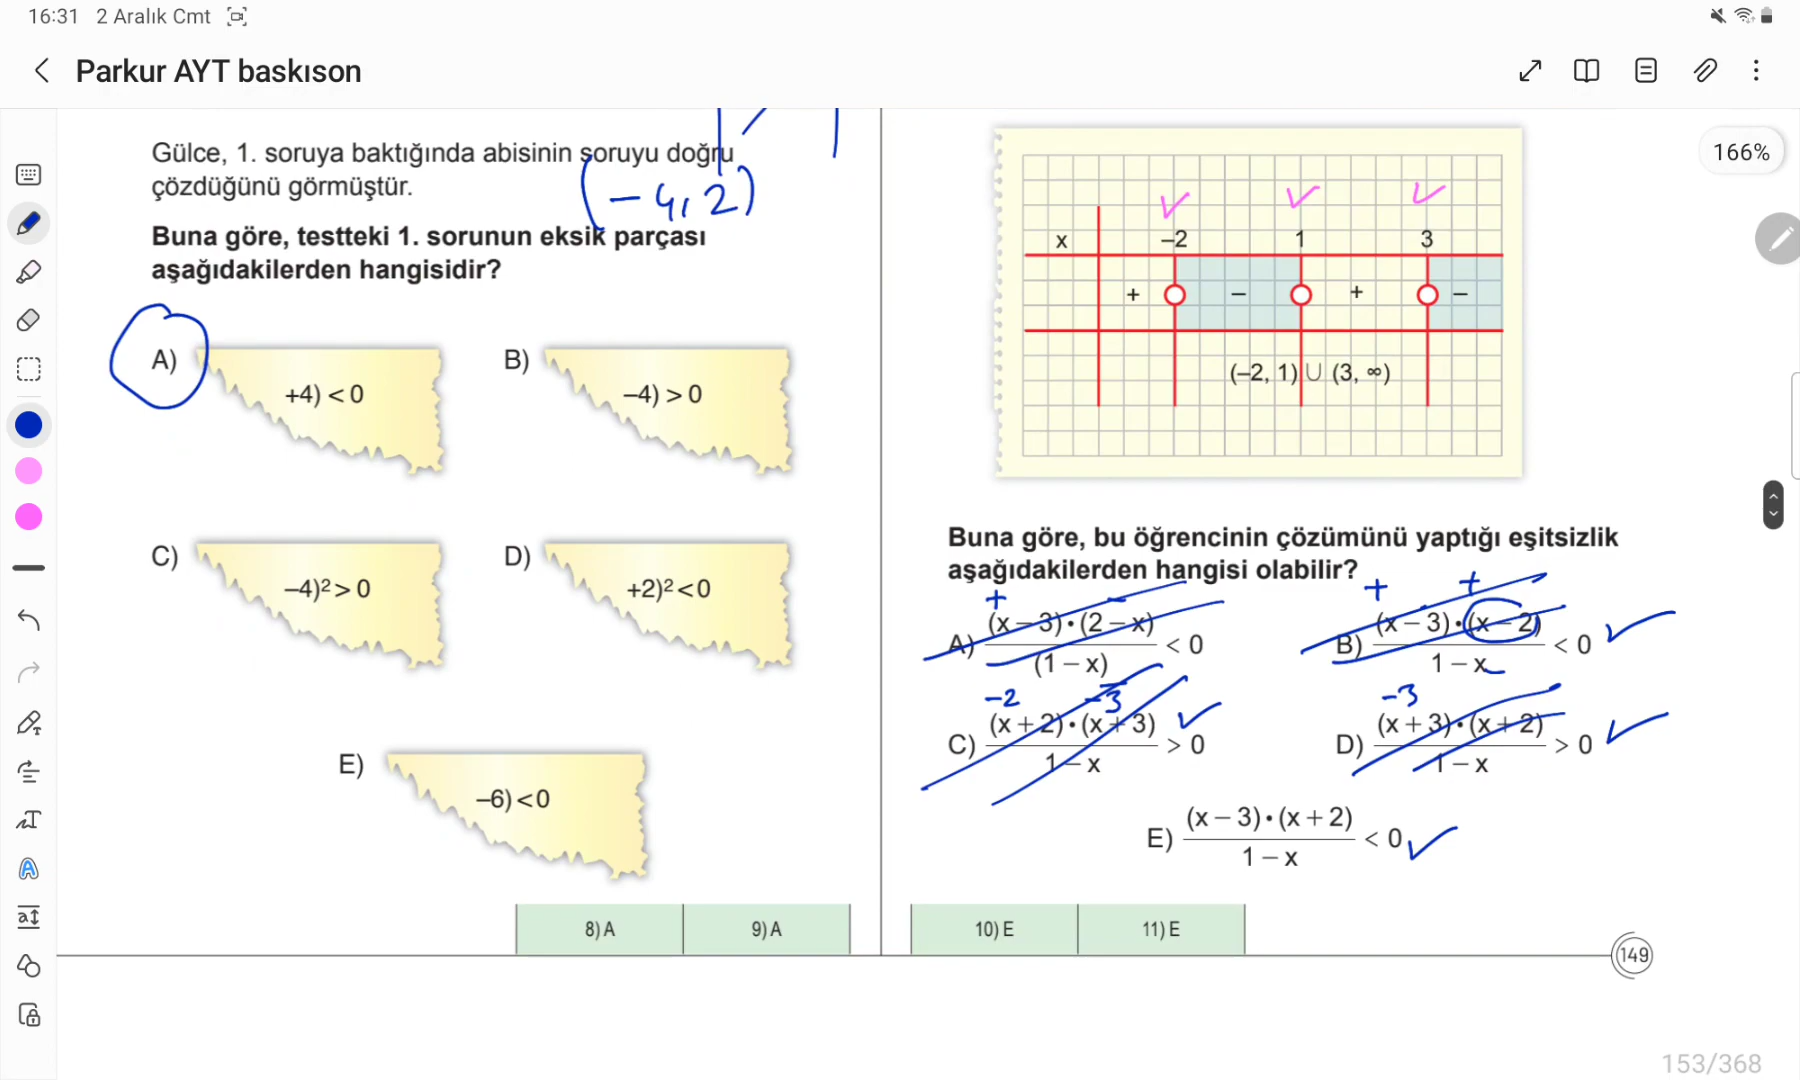 16:31 2 Aralık Cmt
Parkur AYT baskıson
166%
Gülce, 1. soruya baktığında abisinin soruyu doğru
çözdüğünü görmüştür.
(-4,2)
Buna göre, testteki 1. sorunun eksik parçası
aşağıdakilerden hangisidir?
A) +4) < 0
B) –4) > 0
C) –4)² > 0
D) +2)² < 0
E) –6) < 0
8) A 9) A
x –2 1 3
+ – + –
(–2, 1) ∪ (3, ∞)
Buna göre, bu öğrencinin çözümünü yaptığı eşitsizlik
aşağıdakilerden hangisi olabilir?
+ – + +
A) (x – 3) • (2 – x) / (1 – x) < 0
B) (x – 3) • (x – 2) / 1 – x < 0
-2 -3 -3
C) (x + 2) • (x + 3) / 1 – x > 0
D) (x + 3) • (x + 2) / 1 – x > 0
E) (x – 3) • (x + 2) / 1 – x < 0
10) E 11) E
149
153/368